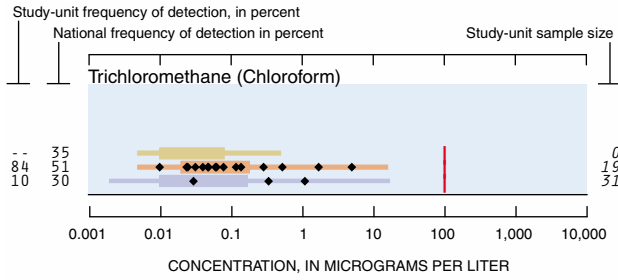 Study-unit frequency of detection, in percent
National frequency of detection in percent
Study-unit sample size
Trichloromethane (Chloroform)
-- 35 0
84 51 19
10 30 31
0.001 0.01 0.1 1 10 100 1,000 10,000
CONCENTRATION, IN MICROGRAMS PER LITER